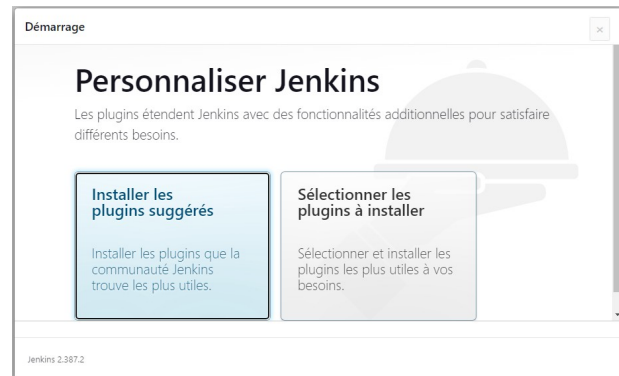 Démarrage
×
Personnaliser Jenkins
Les plugins étendent Jenkins avec des fonctionnalités additionnelles pour satisfaire
différents besoins.
Installer les
plugins suggérés
Installer les plugins que la
communauté Jenkins
trouve les plus utiles.
Sélectionner les
plugins à installer
Sélectionner et installer les
plugins les plus utiles à vos
besoins.
Jenkins 2.387.2